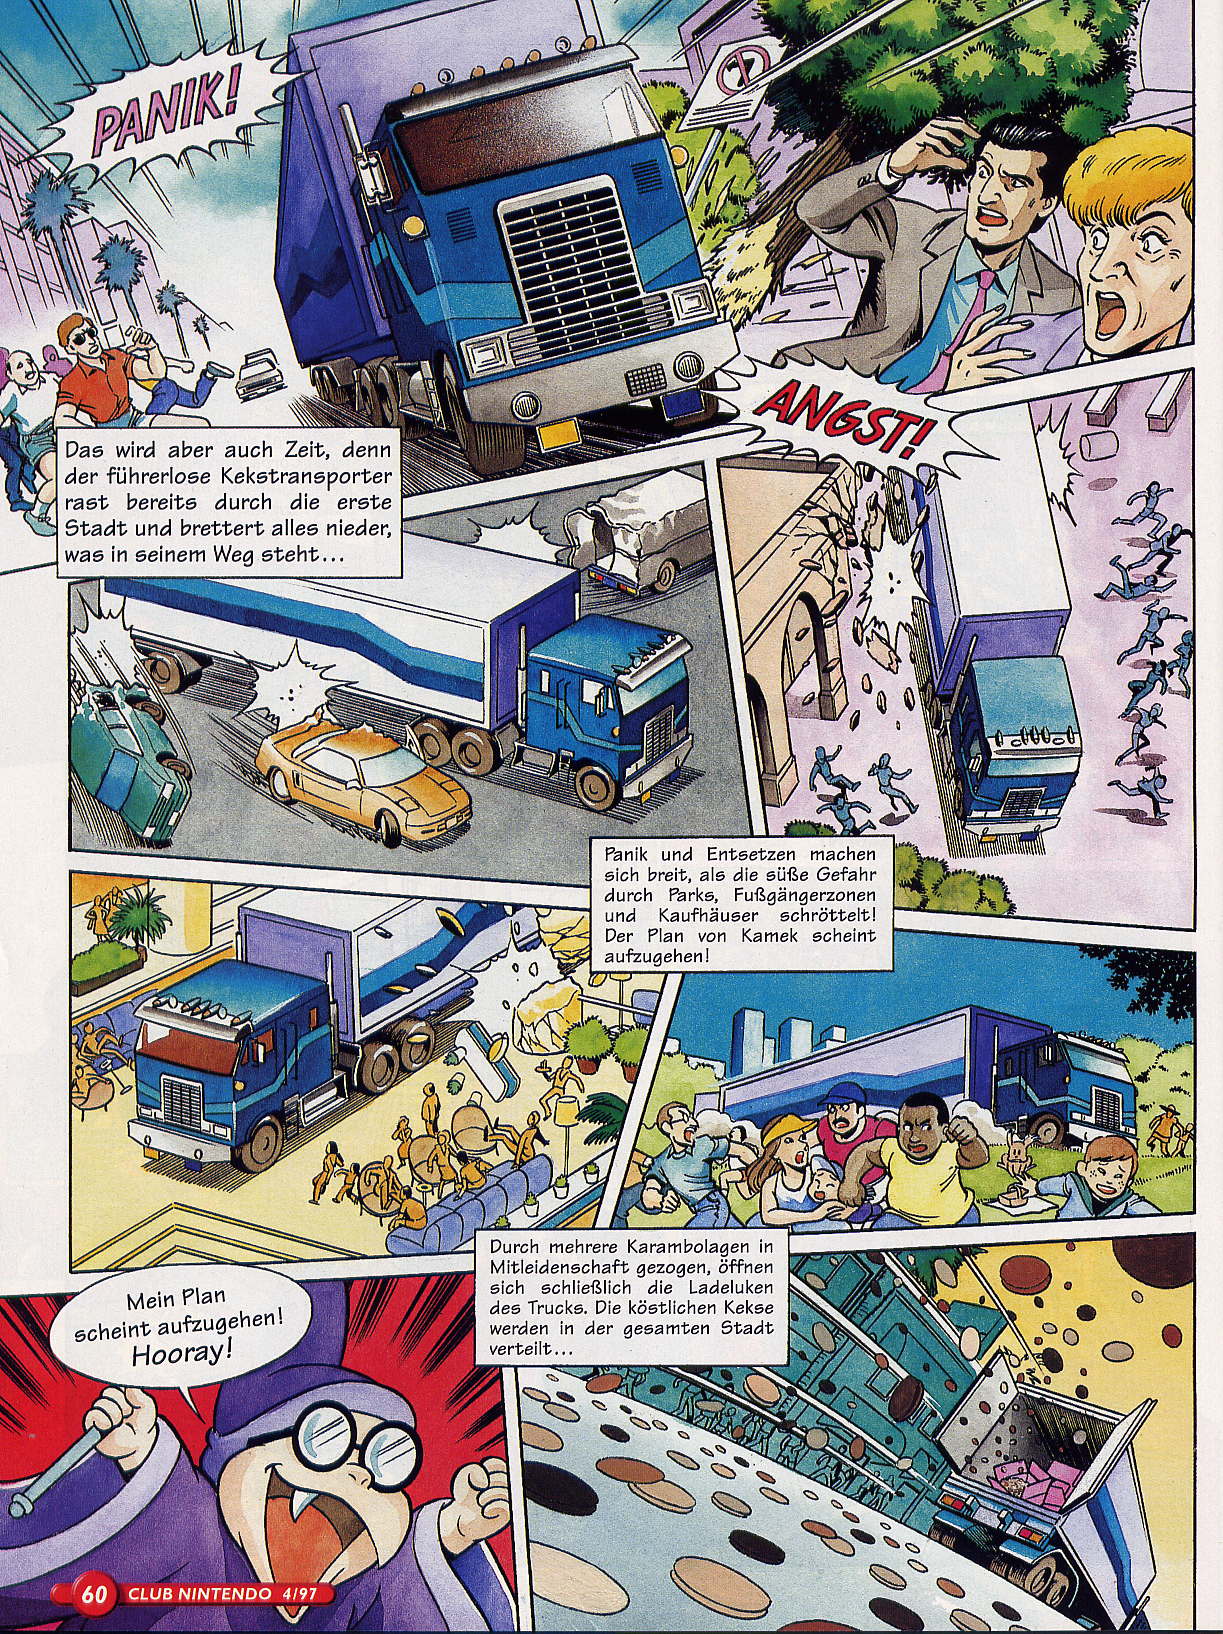 PANIK!
ANGST!
Das wird aber auch Zeit, denn
der führerlose Kekstransporter
rast bereits durch die erste
Stadt und brettert alles nieder,
was in seinem Weg steht...
Panik und Entsetzen machen
sich breit, als die süße Gefahr
durch Parks, Fußgängerzonen
und Kaufhäuser schröttelt!
Der Plan von Kamek scheint
aufzugehen!
Durch mehrere Karambolagen in
Mitleidenschaft gezogen, öffnen
sich schließlich die Ladeluken
des Trucks. Die köstlichen Kekse
werden in der gesamten Stadt
verteilt...
Mein Plan
scheint aufzugehen!
Hooray!
60 CLUB NINTENDO 4/97